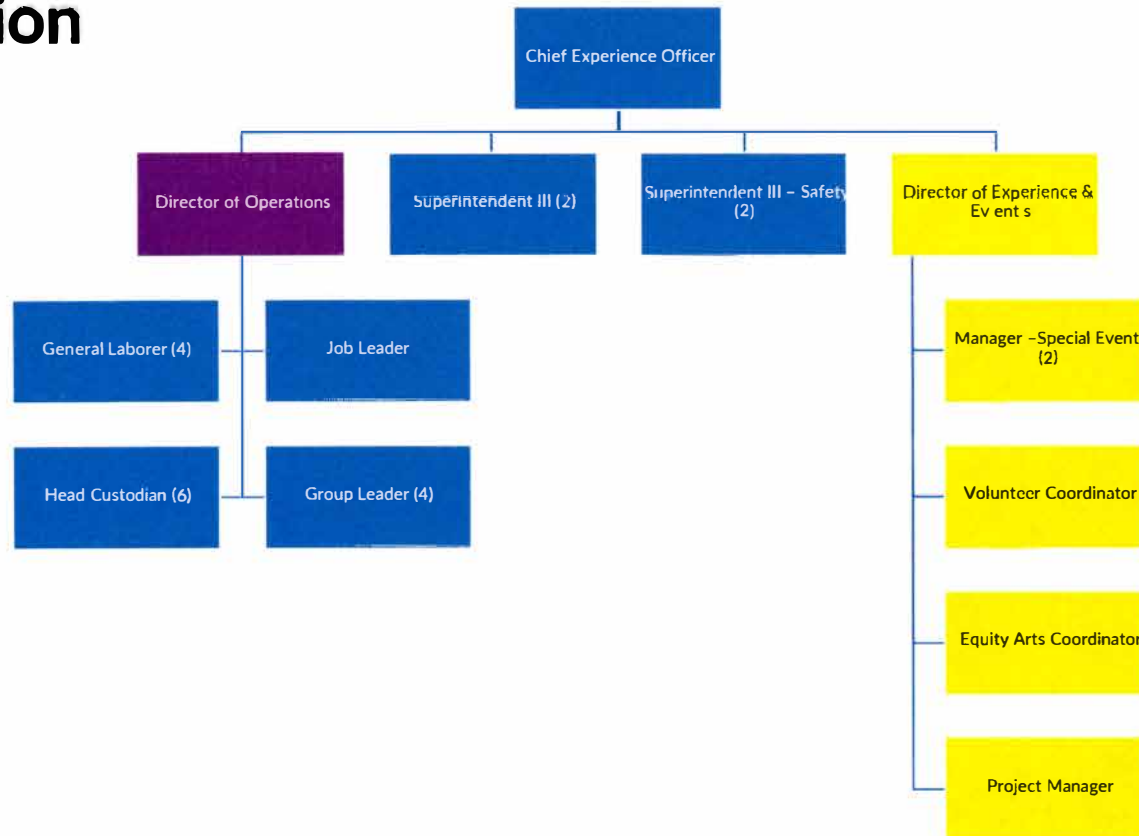 ion
Chief Experience Officer
Director of Operations
Superintendent III (2)
Superintendent III – Safety
(2)
Director of Experience &
Ev ent s
General Laborer (4)
Job Leader
Manager –Special Event
(2)
Head Custodian (6)
Group Leader (4)
Volunteer Coordinator
Equity Arts Coordinator
Project Manager